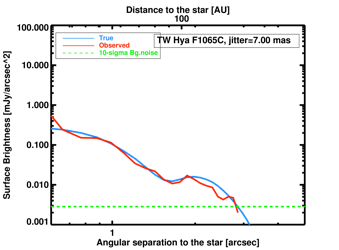 Distance to the star [AU]
100
TW Hya F1065C, jitter=7.00 mas
True
Observed
10-sigma Bg.noise
100.000
10.000
1.000
0.100
0.010
0.001
Surface Brightness [mJy/arcsec^2]
1
Angular separation to the star [arcsec]